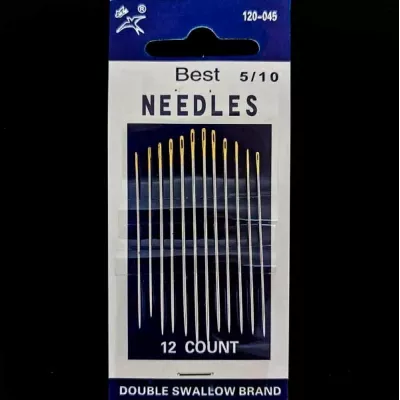 ®
120-045
Best 5/10
NEEDLES
12 COUNT
DOUBLE SWALLOW BRAND